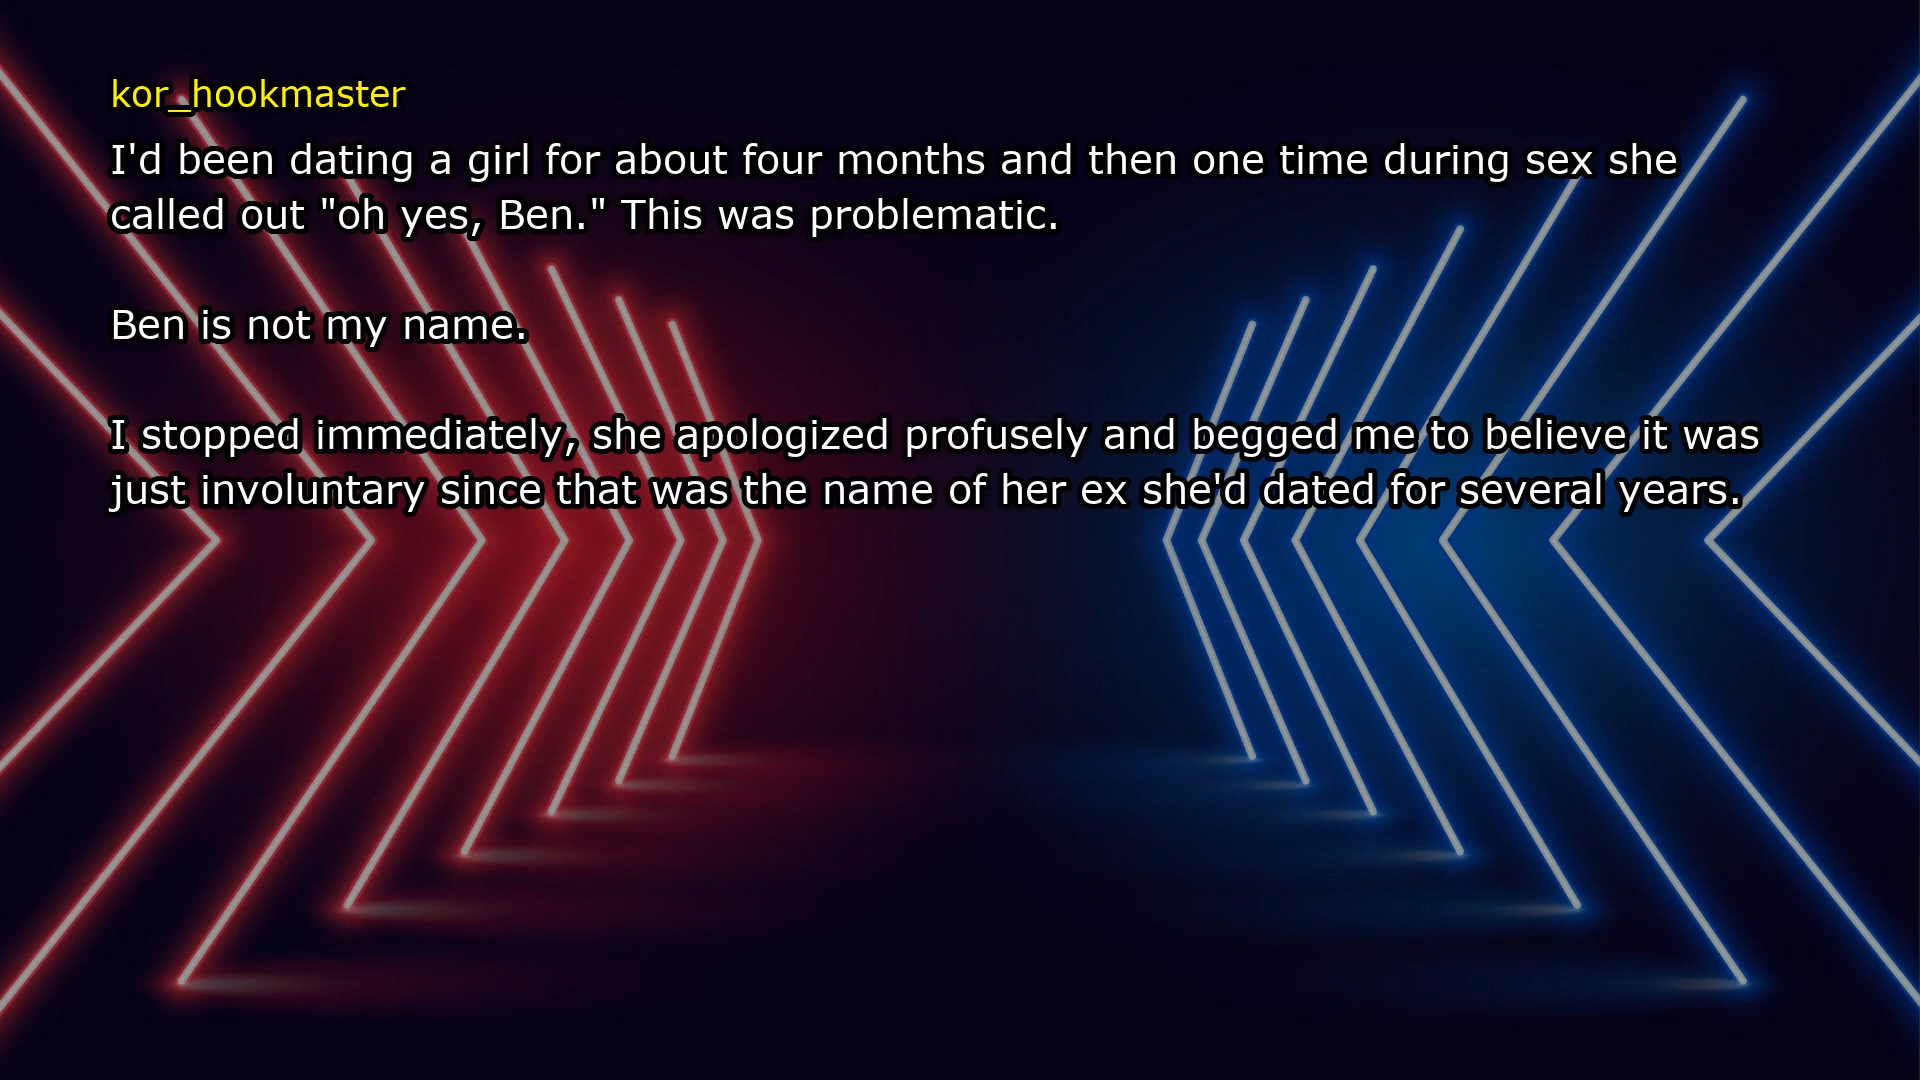 kor_hookmaster
I'd been dating a girl for about four months and then one time during sex she
called out "oh yes, Ben." This was problematic.
Ben is not my name.
I stopped immediately, she apologized profusely and begged me to believe it was
just involuntary since that was the name of her ex she'd dated for several years.